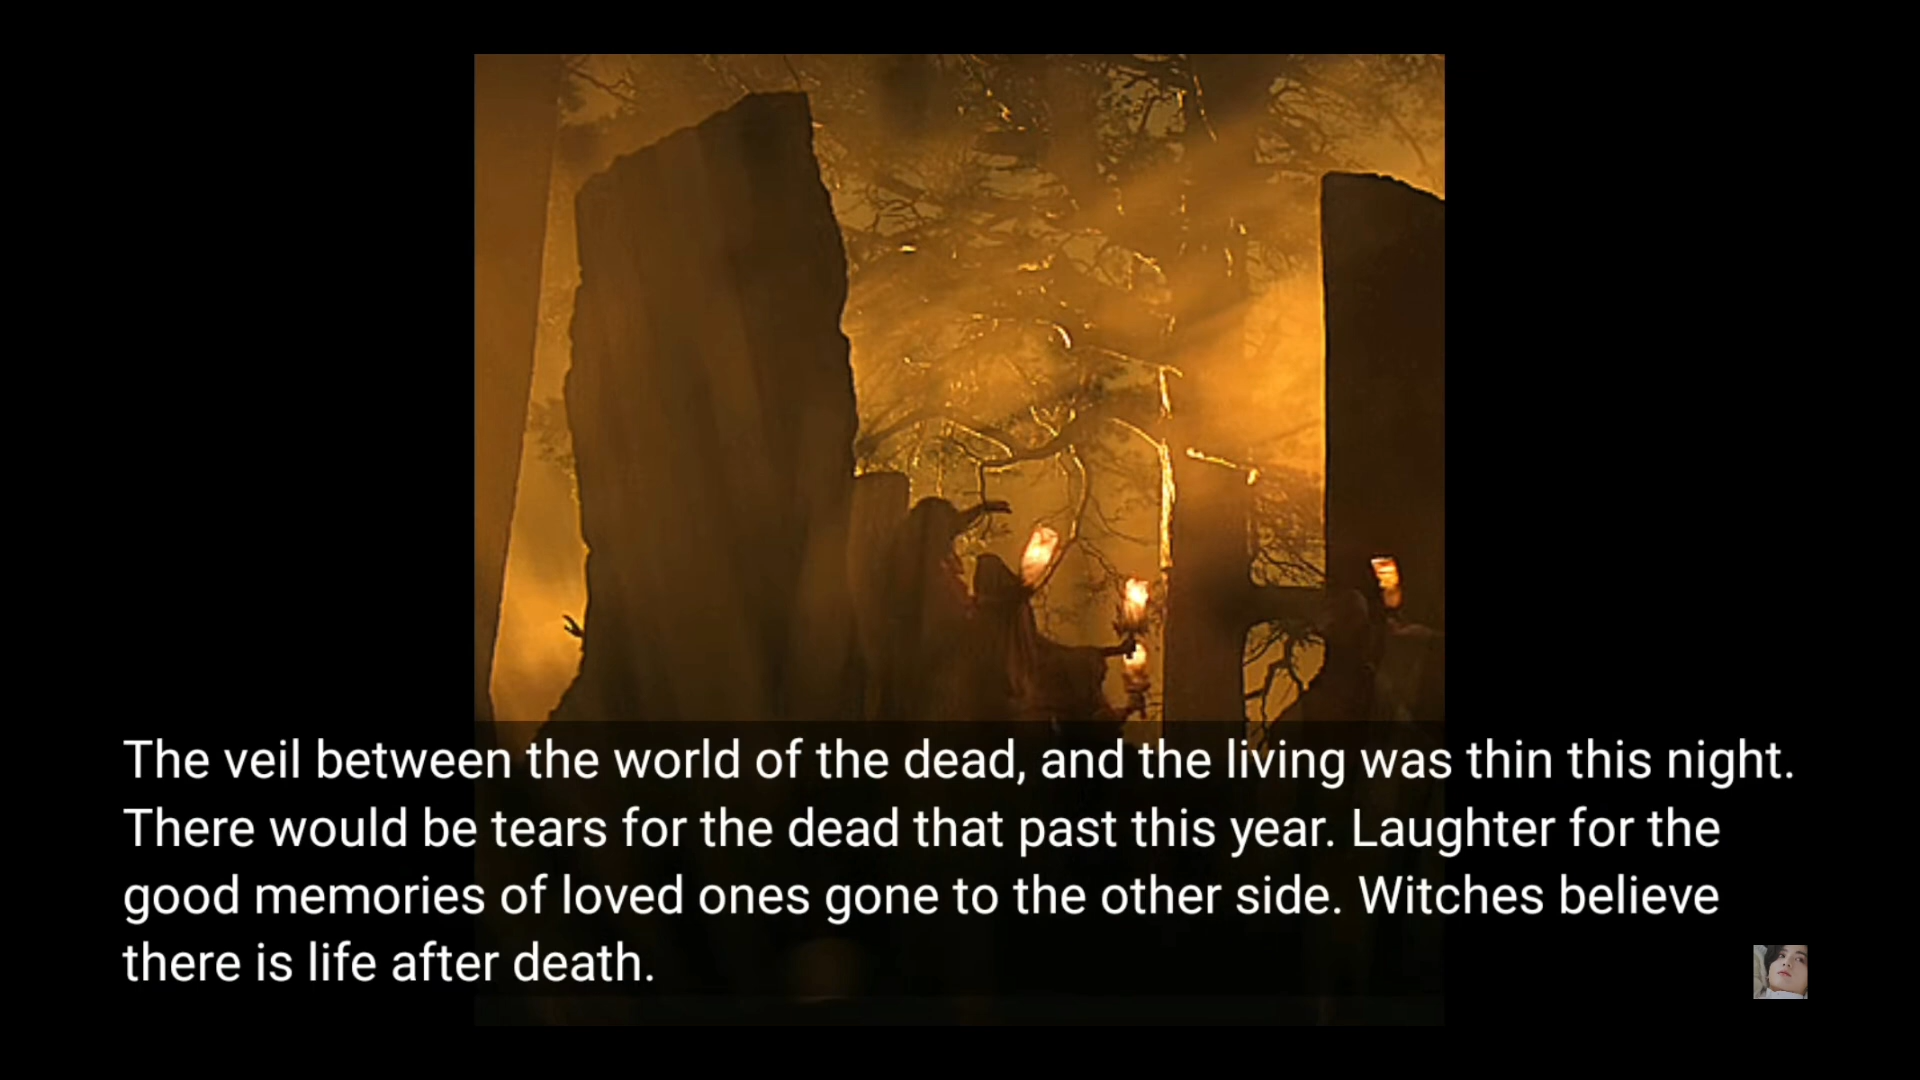 The veil between the world of the dead, and the living was thin this night.
There would be tears for the dead that past this year. Laughter for the
good memories of loved ones gone to the other side. Witches believe
there is life after death.